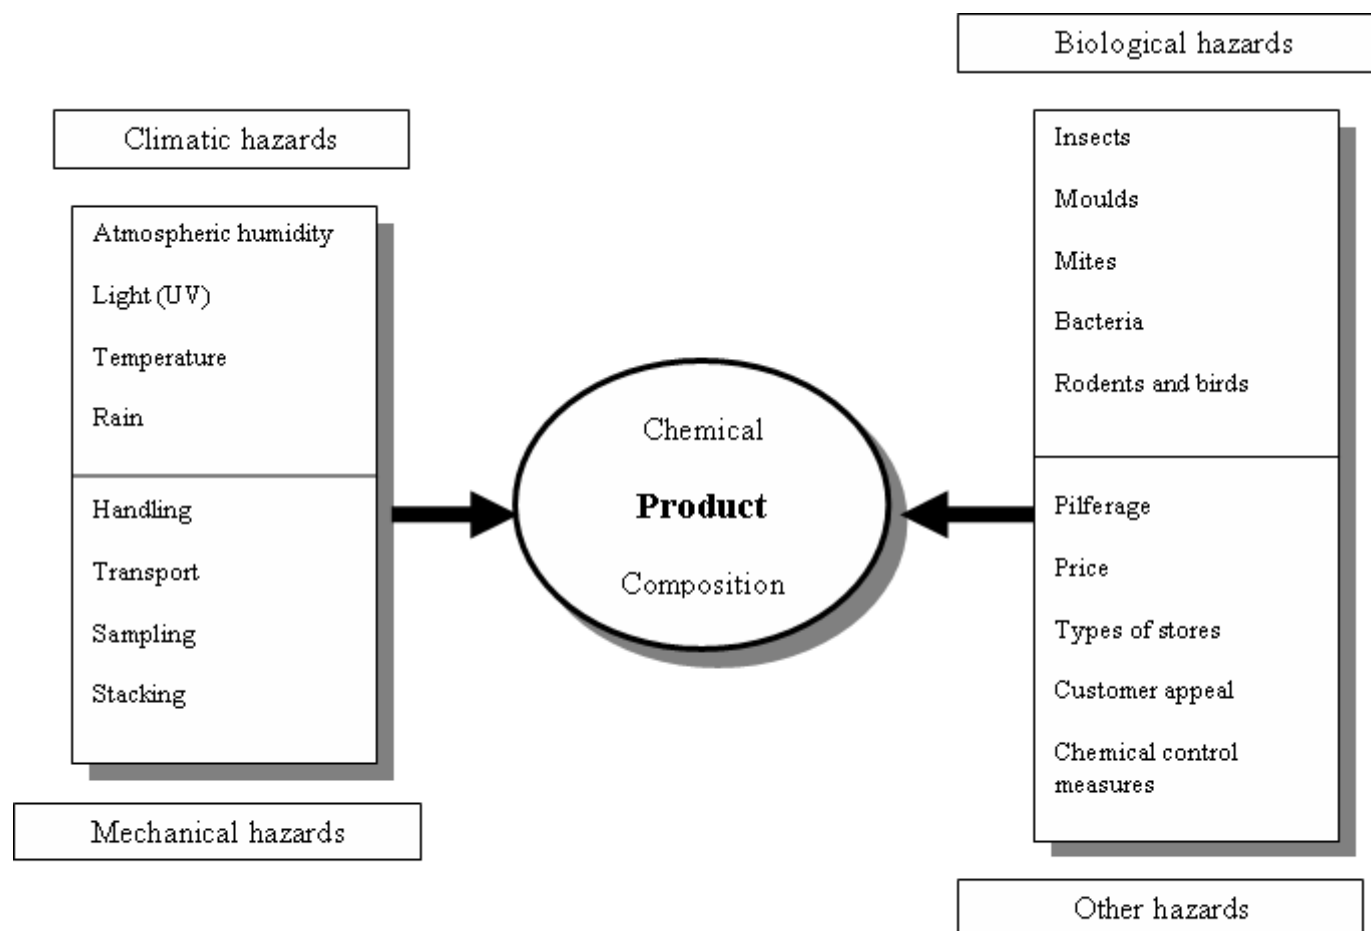 Climatic hazards
Atmospheric humidity
Light (UV)
Temperature
Rain
Handling
Transport
Sampling
Stacking
Mechanical hazards
Chemical
Product
Composition
Biological hazards
Insects
Moulds
Mites
Bacteria
Rodents and birds
Pilferage
Price
Types of stores
Customer appeal
Chemical control
measures
Other hazards